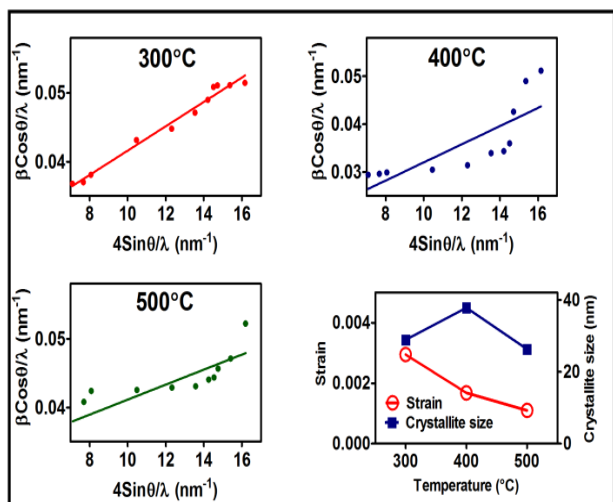 300°C
βCosθ/λ (nm⁻¹)
0.05
0.04
8 10 12 14 16
4Sinθ/λ (nm⁻¹)
400°C
βCosθ/λ (nm⁻¹)
0.05
0.04
0.03
8 10 12 14 16
4Sinθ/λ (nm⁻¹)
500°C
βCosθ/λ (nm⁻¹)
0.05
0.04
8 10 12 14 16
4Sinθ/λ (nm⁻¹)
Strain
0.004
0.002
0.000
Strain
Crystallite size
40
20
0
Crystallite size (nm)
300 400 500
Temperature (°C)